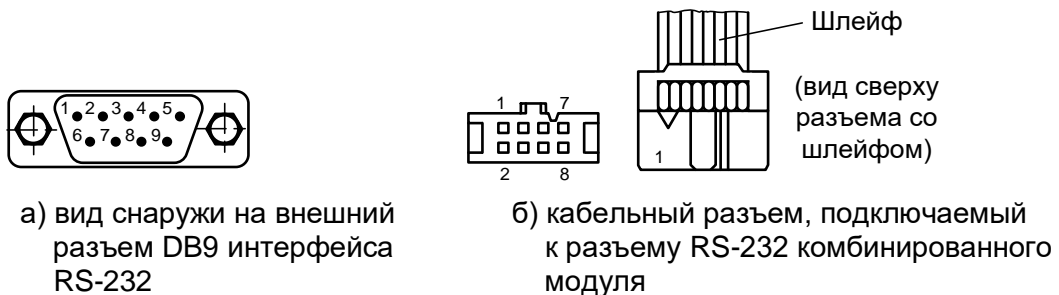 Шлейф
(вид сверху
разъема со
шлейфом)
1 2 3 4 5
6 7 8 9
1 7
2 8
1
а) вид снаружи на внешний
разъем DB9 интерфейса
RS-232
б) кабельный разъем, подключаемый
к разъему RS-232 комбинированного
модуля